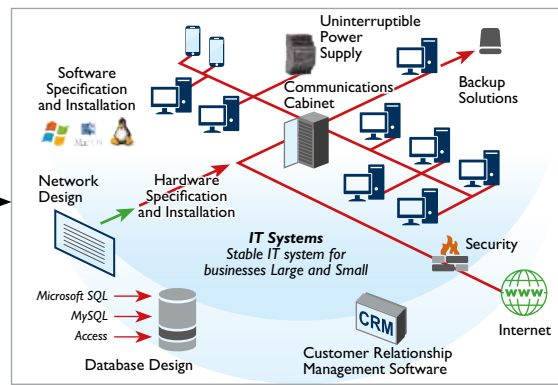 Uninterruptible
Power
Supply
Software
Specification
and Installation
MacOS
Communications
Cabinet
Backup
Solutions
Network
Design
Hardware
Specification
and Installation
IT Systems
Stable IT system for
businesses Large and Small
Security
www.
Internet
Microsoft SQL
MySQL
Access
Database Design
CRM
Customer Relationship
Management Software